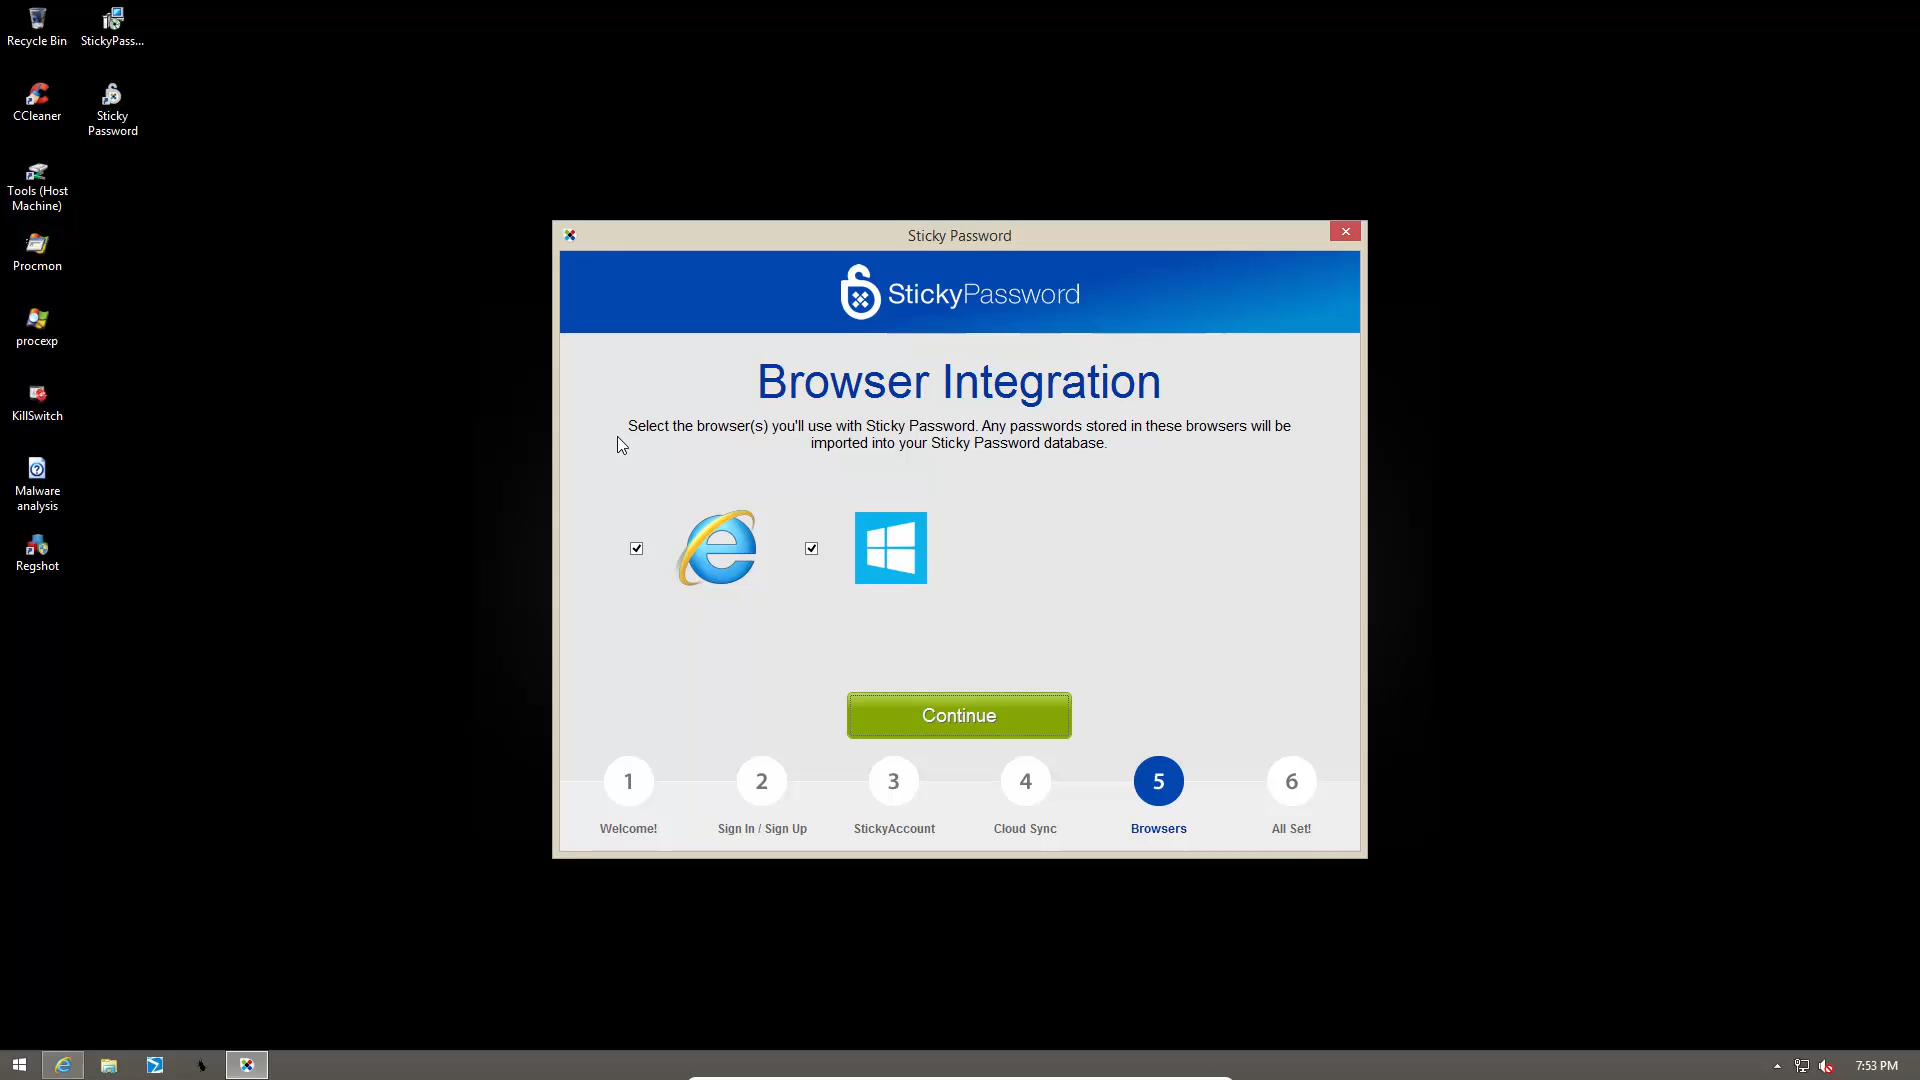 Recycle Bin
StickyPass...
CCleaner
Sticky
Password
Tools (Host
Machine)
Procmon
procexp
KillSwitch
Malware
analysis
Regshot
Sticky Password
StickyPassword
Browser Integration
Select the browser(s) you'll use with Sticky Password. Any passwords stored in these browsers will be
imported into your Sticky Password database.
Continue
1
2
3
4
5
6
Welcome!
Sign In / Sign Up
StickyAccount
Cloud Sync
Browsers
All Set!
7:53 PM